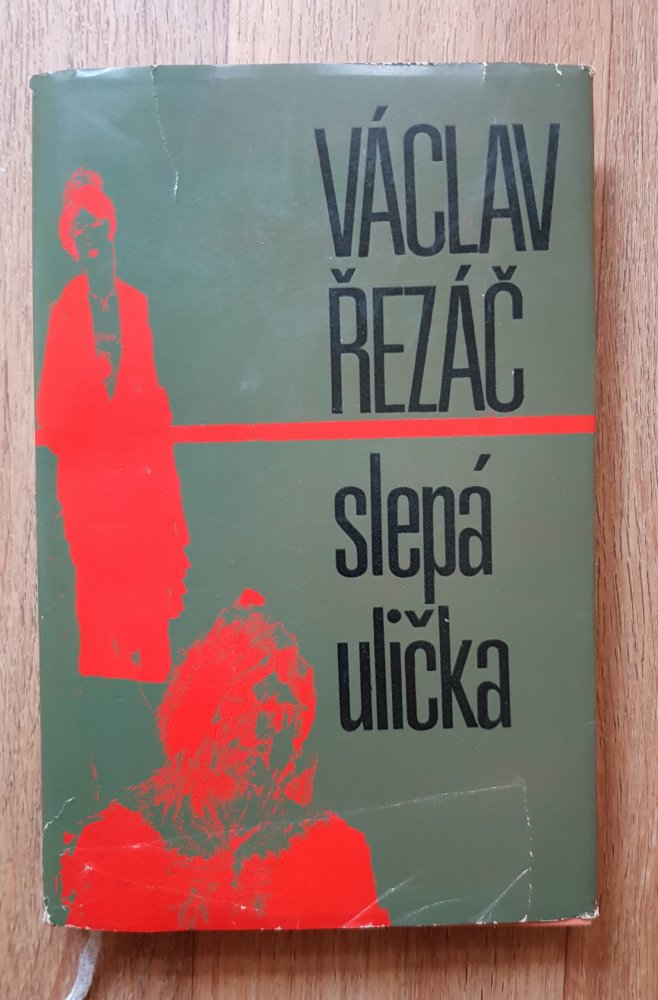 VÁCLAV
ŘEZÁČ
slepá
ulička